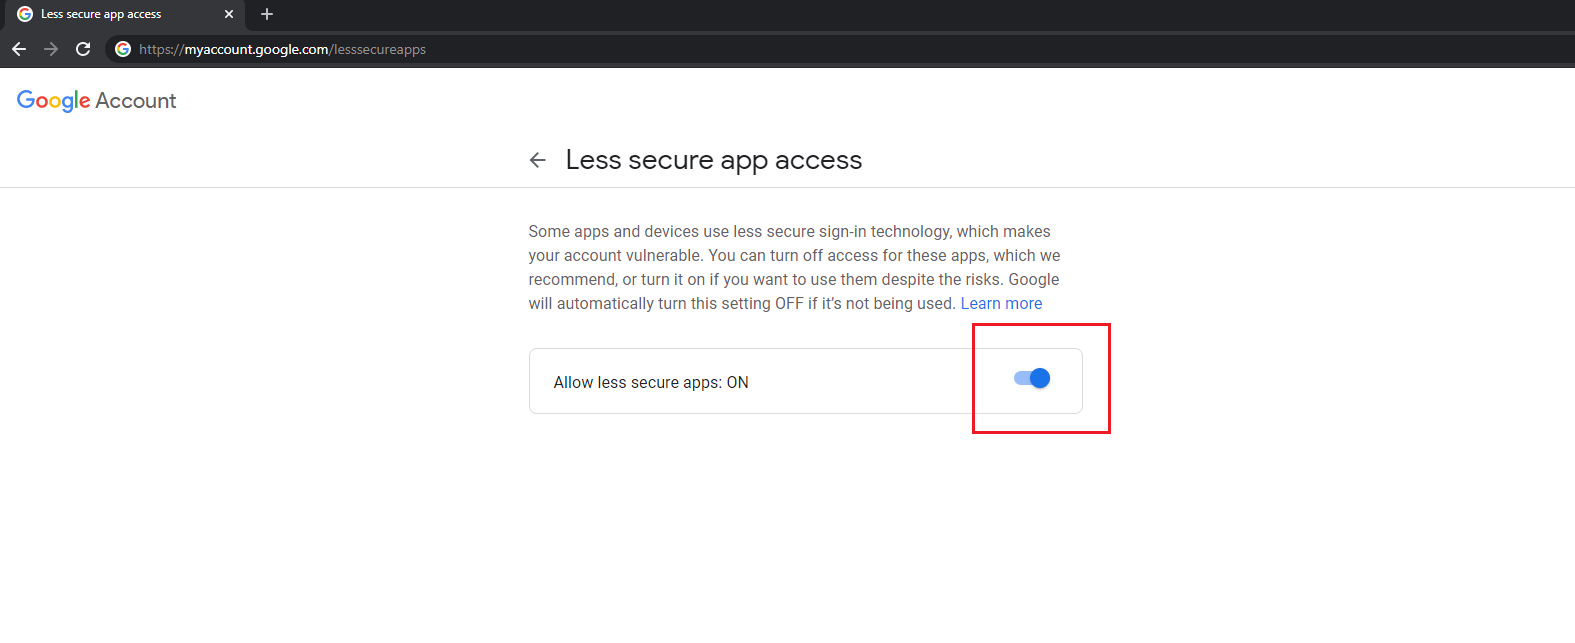 Less secure app access
https://myaccount.google.com/lesssecureapps
Google Account
Less secure app access
Some apps and devices use less secure sign-in technology, which makes
your account vulnerable. You can turn off access for these apps, which we
recommend, or turn it on if you want to use them despite the risks. Google
will automatically turn this setting OFF if it’s not being used. Learn more
Allow less secure apps: ON